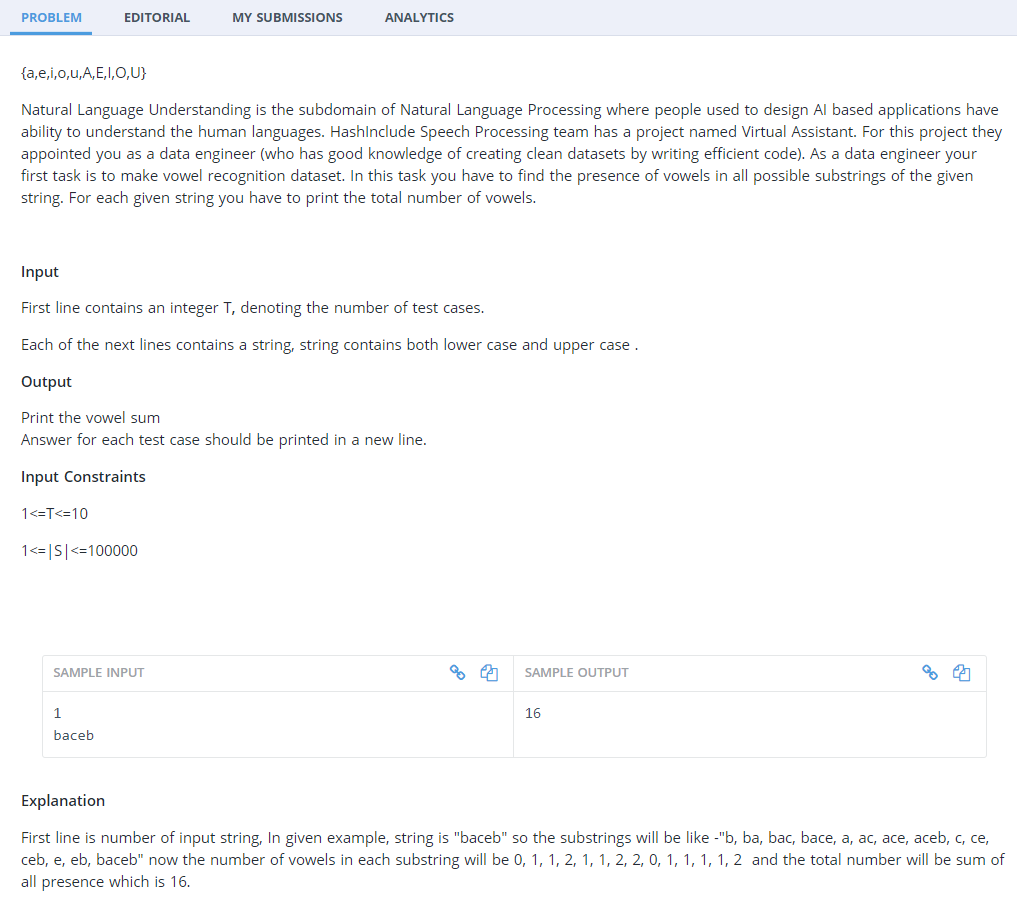 PROBLEM EDITORIAL MY SUBMISSIONS ANALYTICS
{a,e,i,o,u,A,E,I,O,U}
Natural Language Understanding is the subdomain of Natural Language Processing where people used to design AI based applications have
ability to understand the human languages. HashInclude Speech Processing team has a project named Virtual Assistant. For this project they
appointed you as a data engineer (who has good knowledge of creating clean datasets by writing efficient code). As a data engineer your
first task is to make vowel recognition dataset. In this task you have to find the presence of vowels in all possible substrings of the given
string. For each given string you have to print the total number of vowels.
Input
First line contains an integer T, denoting the number of test cases.
Each of the next lines contains a string, string contains both lower case and upper case .
Output
Print the vowel sum
Answer for each test case should be printed in a new line.
Input Constraints
1<=T<=10
1<=|S|<=100000
SAMPLE INPUT
1
baceb
SAMPLE OUTPUT
16
Explanation
First line is number of input string, In given example, string is "baceb" so the substrings will be like -"b, ba, bac, bace, a, ac, ace, aceb, c, ce,
ceb, e, eb, baceb" now the number of vowels in each substring will be 0, 1, 1, 2, 1, 1, 2, 2, 0, 1, 1, 1, 1, 2 and the total number will be sum of
all presence which is 16.